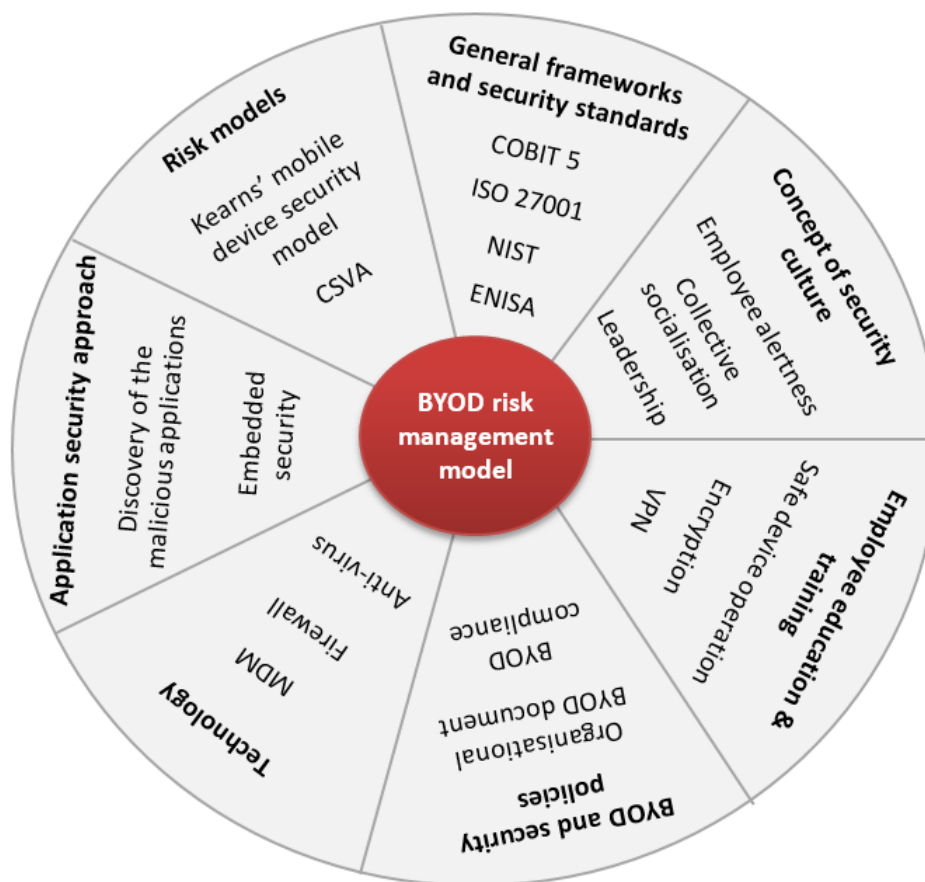 General frameworks
and security standards
COBIT 5
ISO 27001
NIST
ENISA
Concept of security
culture
Employee alertness
Collective
socialisation
Leadership
Employee education &
training
Safe device operation
Encryption
VPN
BYOD and security
policies
Organisational
BYOD document
BYOD
compliance
Technology
MDM
Firewall
Anti-virus
Application security approach
Discovery of the
malicious applications
Embedded
security
Risk models
Kearns' mobile
device security
model
CSVA
BYOD risk
management
model